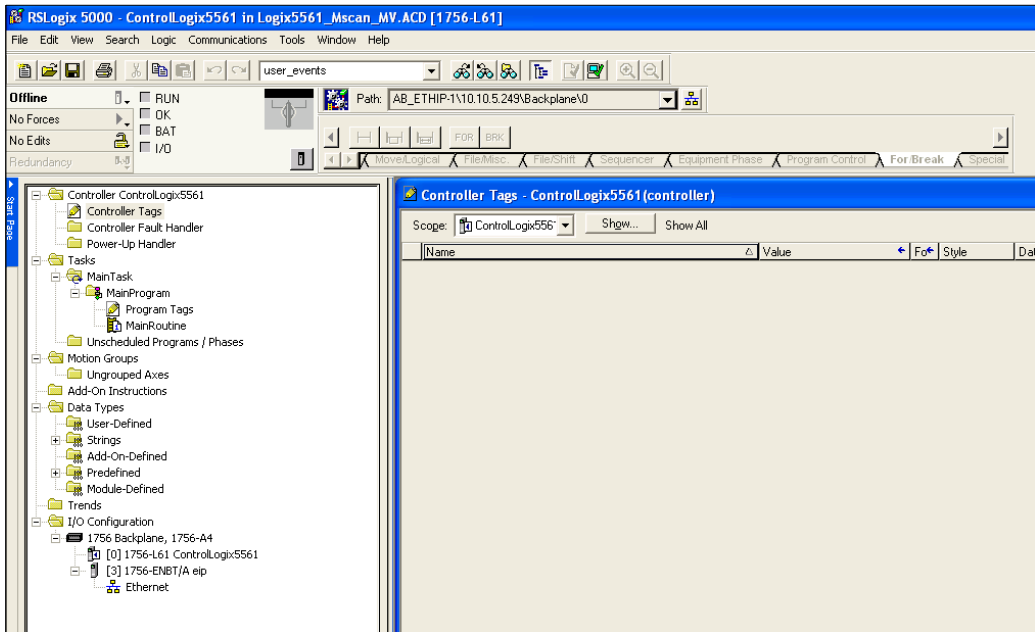 RSLogix 5000 - ControlLogix5561 in Logix5561_Mscan_MV.ACD [1756-L61]
File Edit View Search Logic Communications Tools Window Help
user_events
Offline
RUN
Path: AB_ETHIP-1\10.10.5.249\Backplane\0
No Forces
OK
BAT
No Edits
I/O
FOR BRK
Redundancy
Move/Logical File/Misc. File/Shift Sequencer Equipment Phase Program Control For/Break Special
Start Page
Controller ControlLogix5561
Controller Tags
Controller Fault Handler
Power-Up Handler
Tasks
MainTask
MainProgram
Program Tags
MainRoutine
Unscheduled Programs / Phases
Motion Groups
Ungrouped Axes
Add-On Instructions
Data Types
User-Defined
Strings
Add-On-Defined
Predefined
Module-Defined
Trends
I/O Configuration
1756 Backplane, 1756-A4
[0] 1756-L61 ControlLogix5561
[3] 1756-ENBT/A eip
Ethernet
Controller Tags - ControlLogix5561(controller)
Scope: ControlLogix556 Show... Show All
Name Value Fo Style Dat